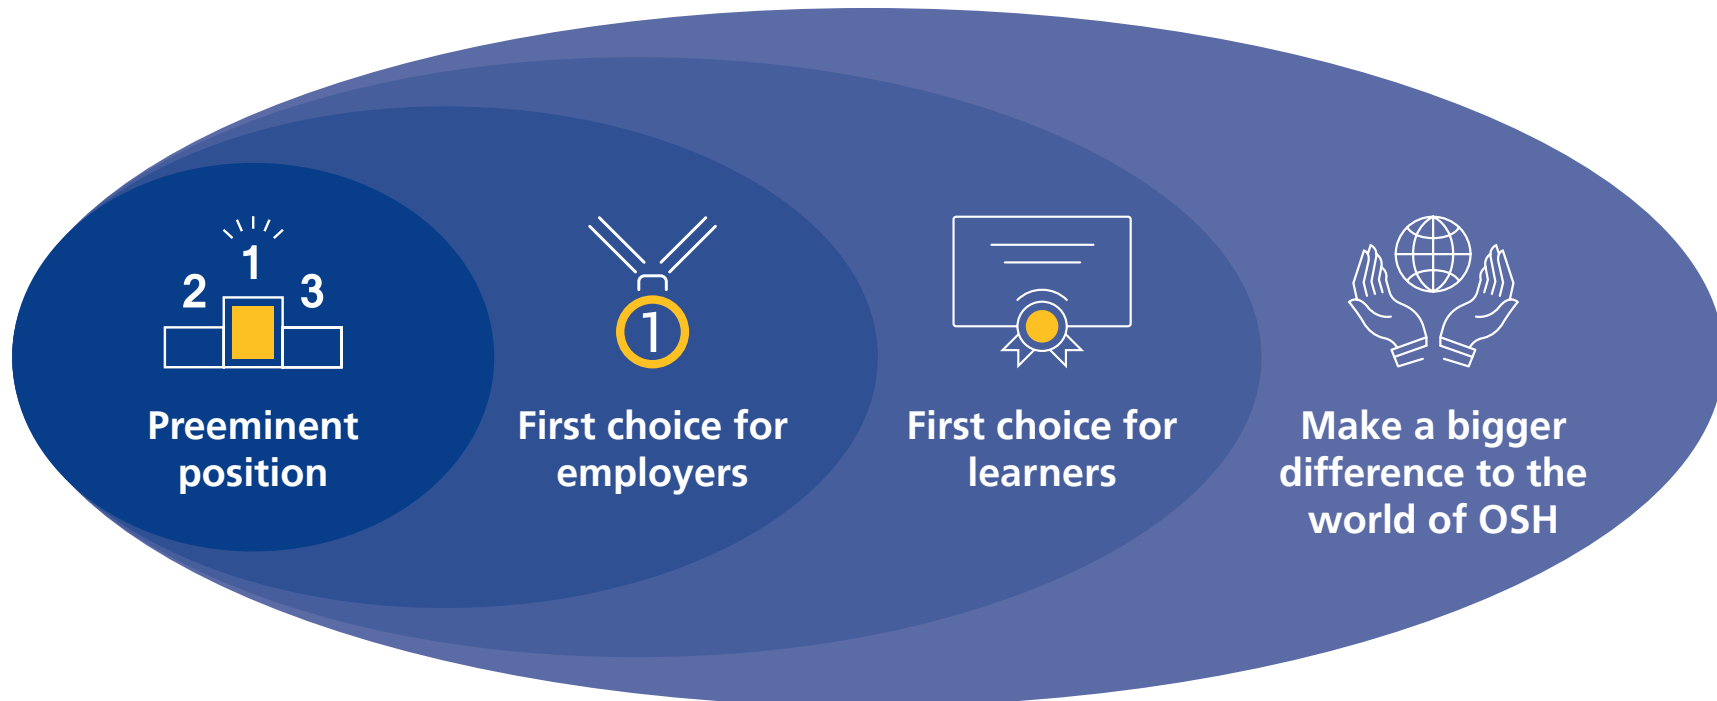 1
2
3
1
Preeminent
position
First choice for
employers
First choice for
learners
Make a bigger
difference to the
world of OSH